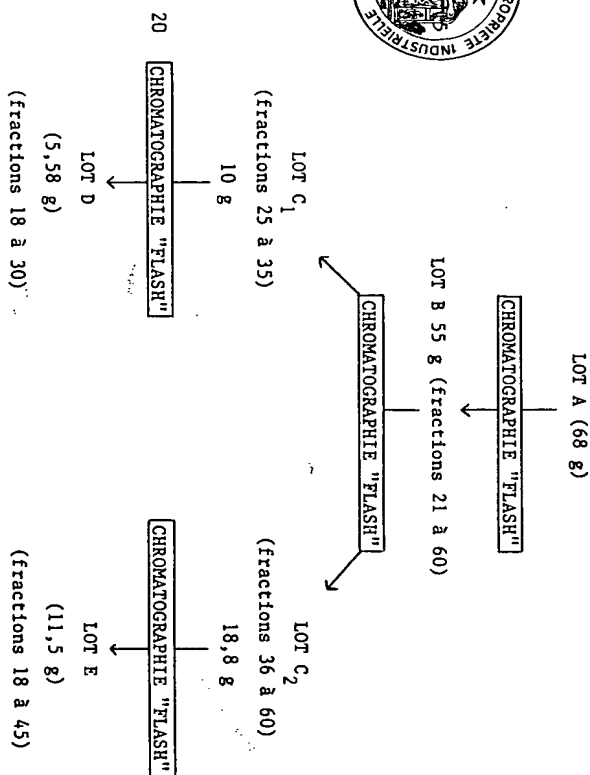 PROPRIETE INDUSTRIELLE
LOT A (68 g)
CHROMATOGRAPHIE "FLASH"
LOT B 55 g (fractions 21 à 60)
CHROMATOGRAPHIE "FLASH"
LOT C1
(fractions 25 à 35)
10 g
CHROMATOGRAPHIE "FLASH"
LOT D
(5,58 g)
(fractions 18 à 30)
LOT C2
(fractions 36 à 60)
18,8 g
CHROMATOGRAPHIE "FLASH"
LOT E
(11,5 g)
(fractions 18 à 45)
20